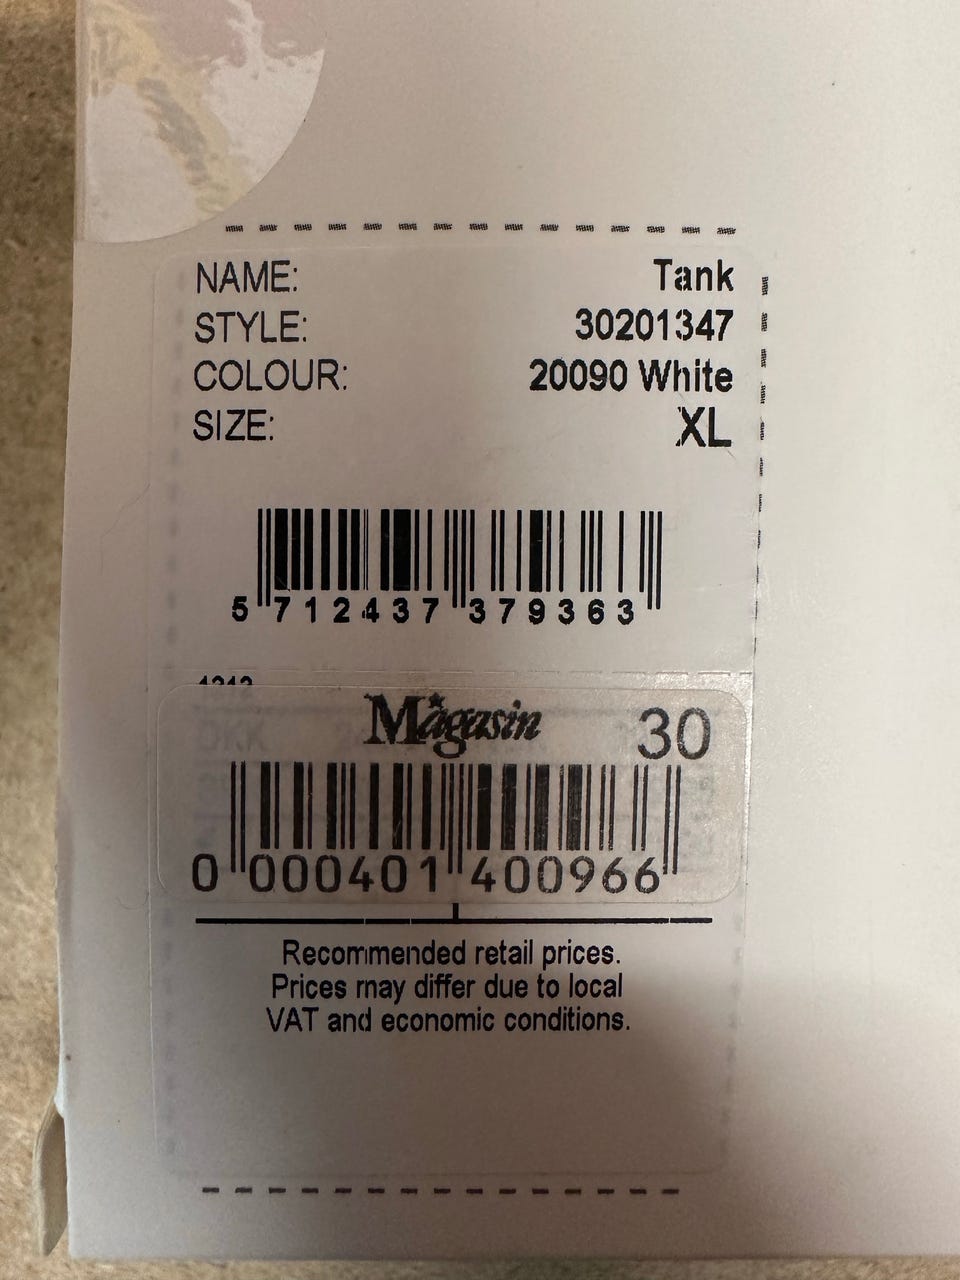 NAME: Tank
STYLE: 30201347
COLOUR: 20090 White
SIZE: XL
5 712437 379363
Magasin 30
0 000401 400966
Recommended retail prices.
Prices may differ due to local
VAT and economic conditions.